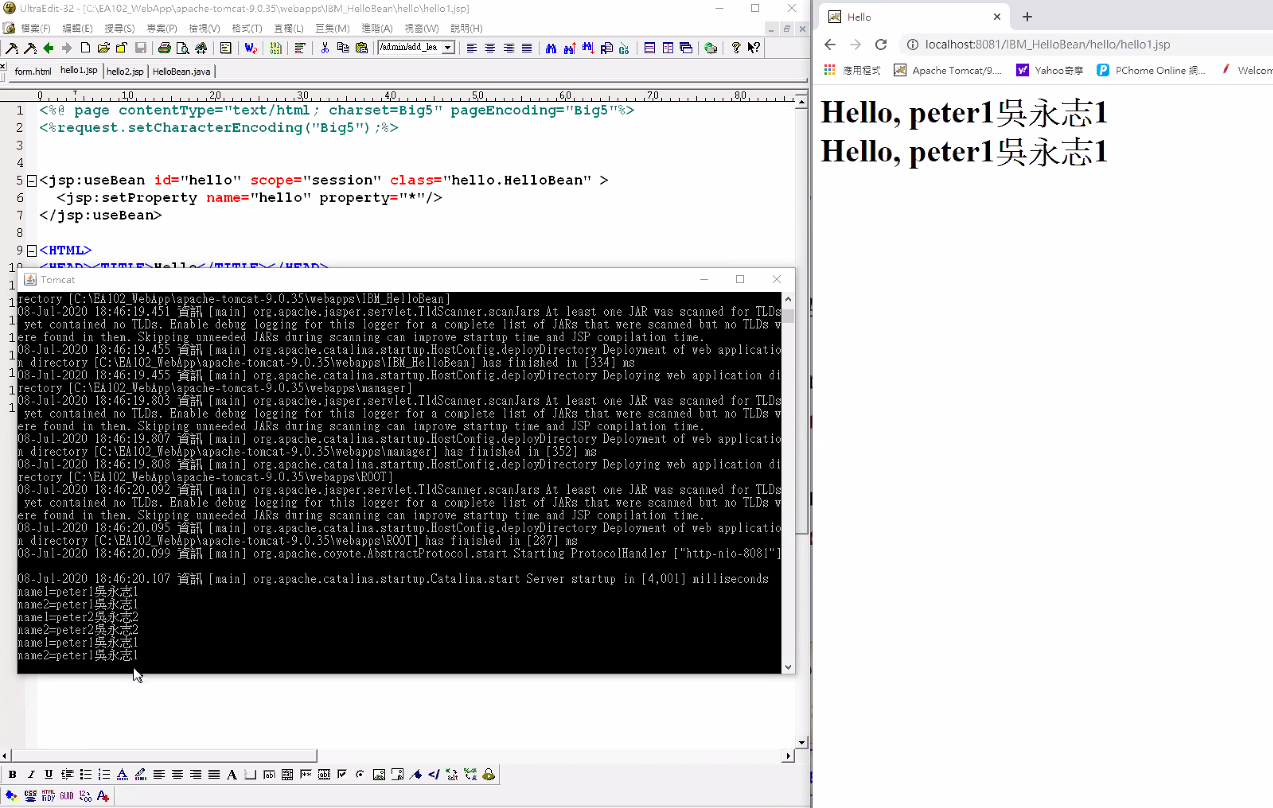 UltraEdit-32 - [C:\EA102_WebApp\apache-tomcat-9.0.35\webapps\IBM_HelloBean\hello\hello1.jsp]
檔案(F) 編輯(E) 搜尋(S) 專案(P) 檢視(V) 格式(T) 直欄(L) 巨集(M) 進階(A) 視窗(W) 說明(H)
/admin/add_lea
form.html hello1.jsp hello2.jsp HelloBean.java
0 10 20 30 40 50 60 70 80
1 <%@ page contentType="text/html; charset=Big5" pageEncoding="Big5"%>
2 <%request.setCharacterEncoding("Big5");%>
3
4
5 <jsp:useBean id="hello" scope="session" class="hello.HelloBean" >
6 <jsp:setProperty name="hello" property="*"/>
7 </jsp:useBean>
8
9 <HTML>
10 <HEAD><TITLE>Hello</TITLE></HEAD>
Tomcat
rectory [C:\EA102_WebApp\apache-tomcat-9.0.35\webapps\IBM_HelloBean]
08-Jul-2020 18:46:19.451 資訊 [main] org.apache.jasper.servlet.TldScanner.scanJars At least one JAR was scanned for TLDs
yet contained no TLDs. Enable debug logging for this logger for a complete list of JARs that were scanned but no TLDs w
ere found in them. Skipping unneeded JARs during scanning can improve startup time and JSP compilation time.
08-Jul-2020 18:46:19.455 資訊 [main] org.apache.catalina.startup.HostConfig.deployDirectory Deployment of web applicatio
n directory [C:\EA102_WebApp\apache-tomcat-9.0.35\webapps\IBM_HelloBean] has finished in [334] ms
08-Jul-2020 18:46:19.455 資訊 [main] org.apache.catalina.startup.HostConfig.deployDirectory Deploying web application di
rectory [C:\EA102_WebApp\apache-tomcat-9.0.35\webapps\manager]
08-Jul-2020 18:46:19.803 資訊 [main] org.apache.jasper.servlet.TldScanner.scanJars At least one JAR was scanned for TLDs
yet contained no TLDs. Enable debug logging for this logger for a complete list of JARs that were scanned but no TLDs w
ere found in them. Skipping unneeded JARs during scanning can improve startup time and JSP compilation time.
08-Jul-2020 18:46:19.807 資訊 [main] org.apache.catalina.startup.HostConfig.deployDirectory Deployment of web applicatio
n directory [C:\EA102_WebApp\apache-tomcat-9.0.35\webapps\manager] has finished in [352] ms
08-Jul-2020 18:46:19.808 資訊 [main] org.apache.catalina.startup.HostConfig.deployDirectory Deploying web application di
rectory [C:\EA102_WebApp\apache-tomcat-9.0.35\webapps\ROOT]
08-Jul-2020 18:46:20.092 資訊 [main] org.apache.jasper.servlet.TldScanner.scanJars At least one JAR was scanned for TLDs
yet contained no TLDs. Enable debug logging for this logger for a complete list of JARs that were scanned but no TLDs w
ere found in them. Skipping unneeded JARs during scanning can improve startup time and JSP compilation time.
08-Jul-2020 18:46:20.095 資訊 [main] org.apache.catalina.startup.HostConfig.deployDirectory Deployment of web applicatio
n directory [C:\EA102_WebApp\apache-tomcat-9.0.35\webapps\ROOT] has finished in [287] ms
08-Jul-2020 18:46:20.099 資訊 [main] org.apache.coyote.AbstractProtocol.start Starting ProtocolHandler ["http-nio-8081"]
08-Jul-2020 18:46:20.107 資訊 [main] org.apache.catalina.startup.Catalina.start Server startup in [4,001] milliseconds
name1=peter1吳永志1
name2=peter1吳永志1
name1=peter2吳永志2
name2=peter2吳永志2
name1=peter1吳永志1
name2=peter1吳永志1
Hello
localhost:8081/IBM_HelloBean/hello/hello1.jsp
應用程式 Apache Tomcat/9.... Yahoo奇摩 PChome Online 網... Welcom
Hello, peter1吳永志1
Hello, peter1吳永志1